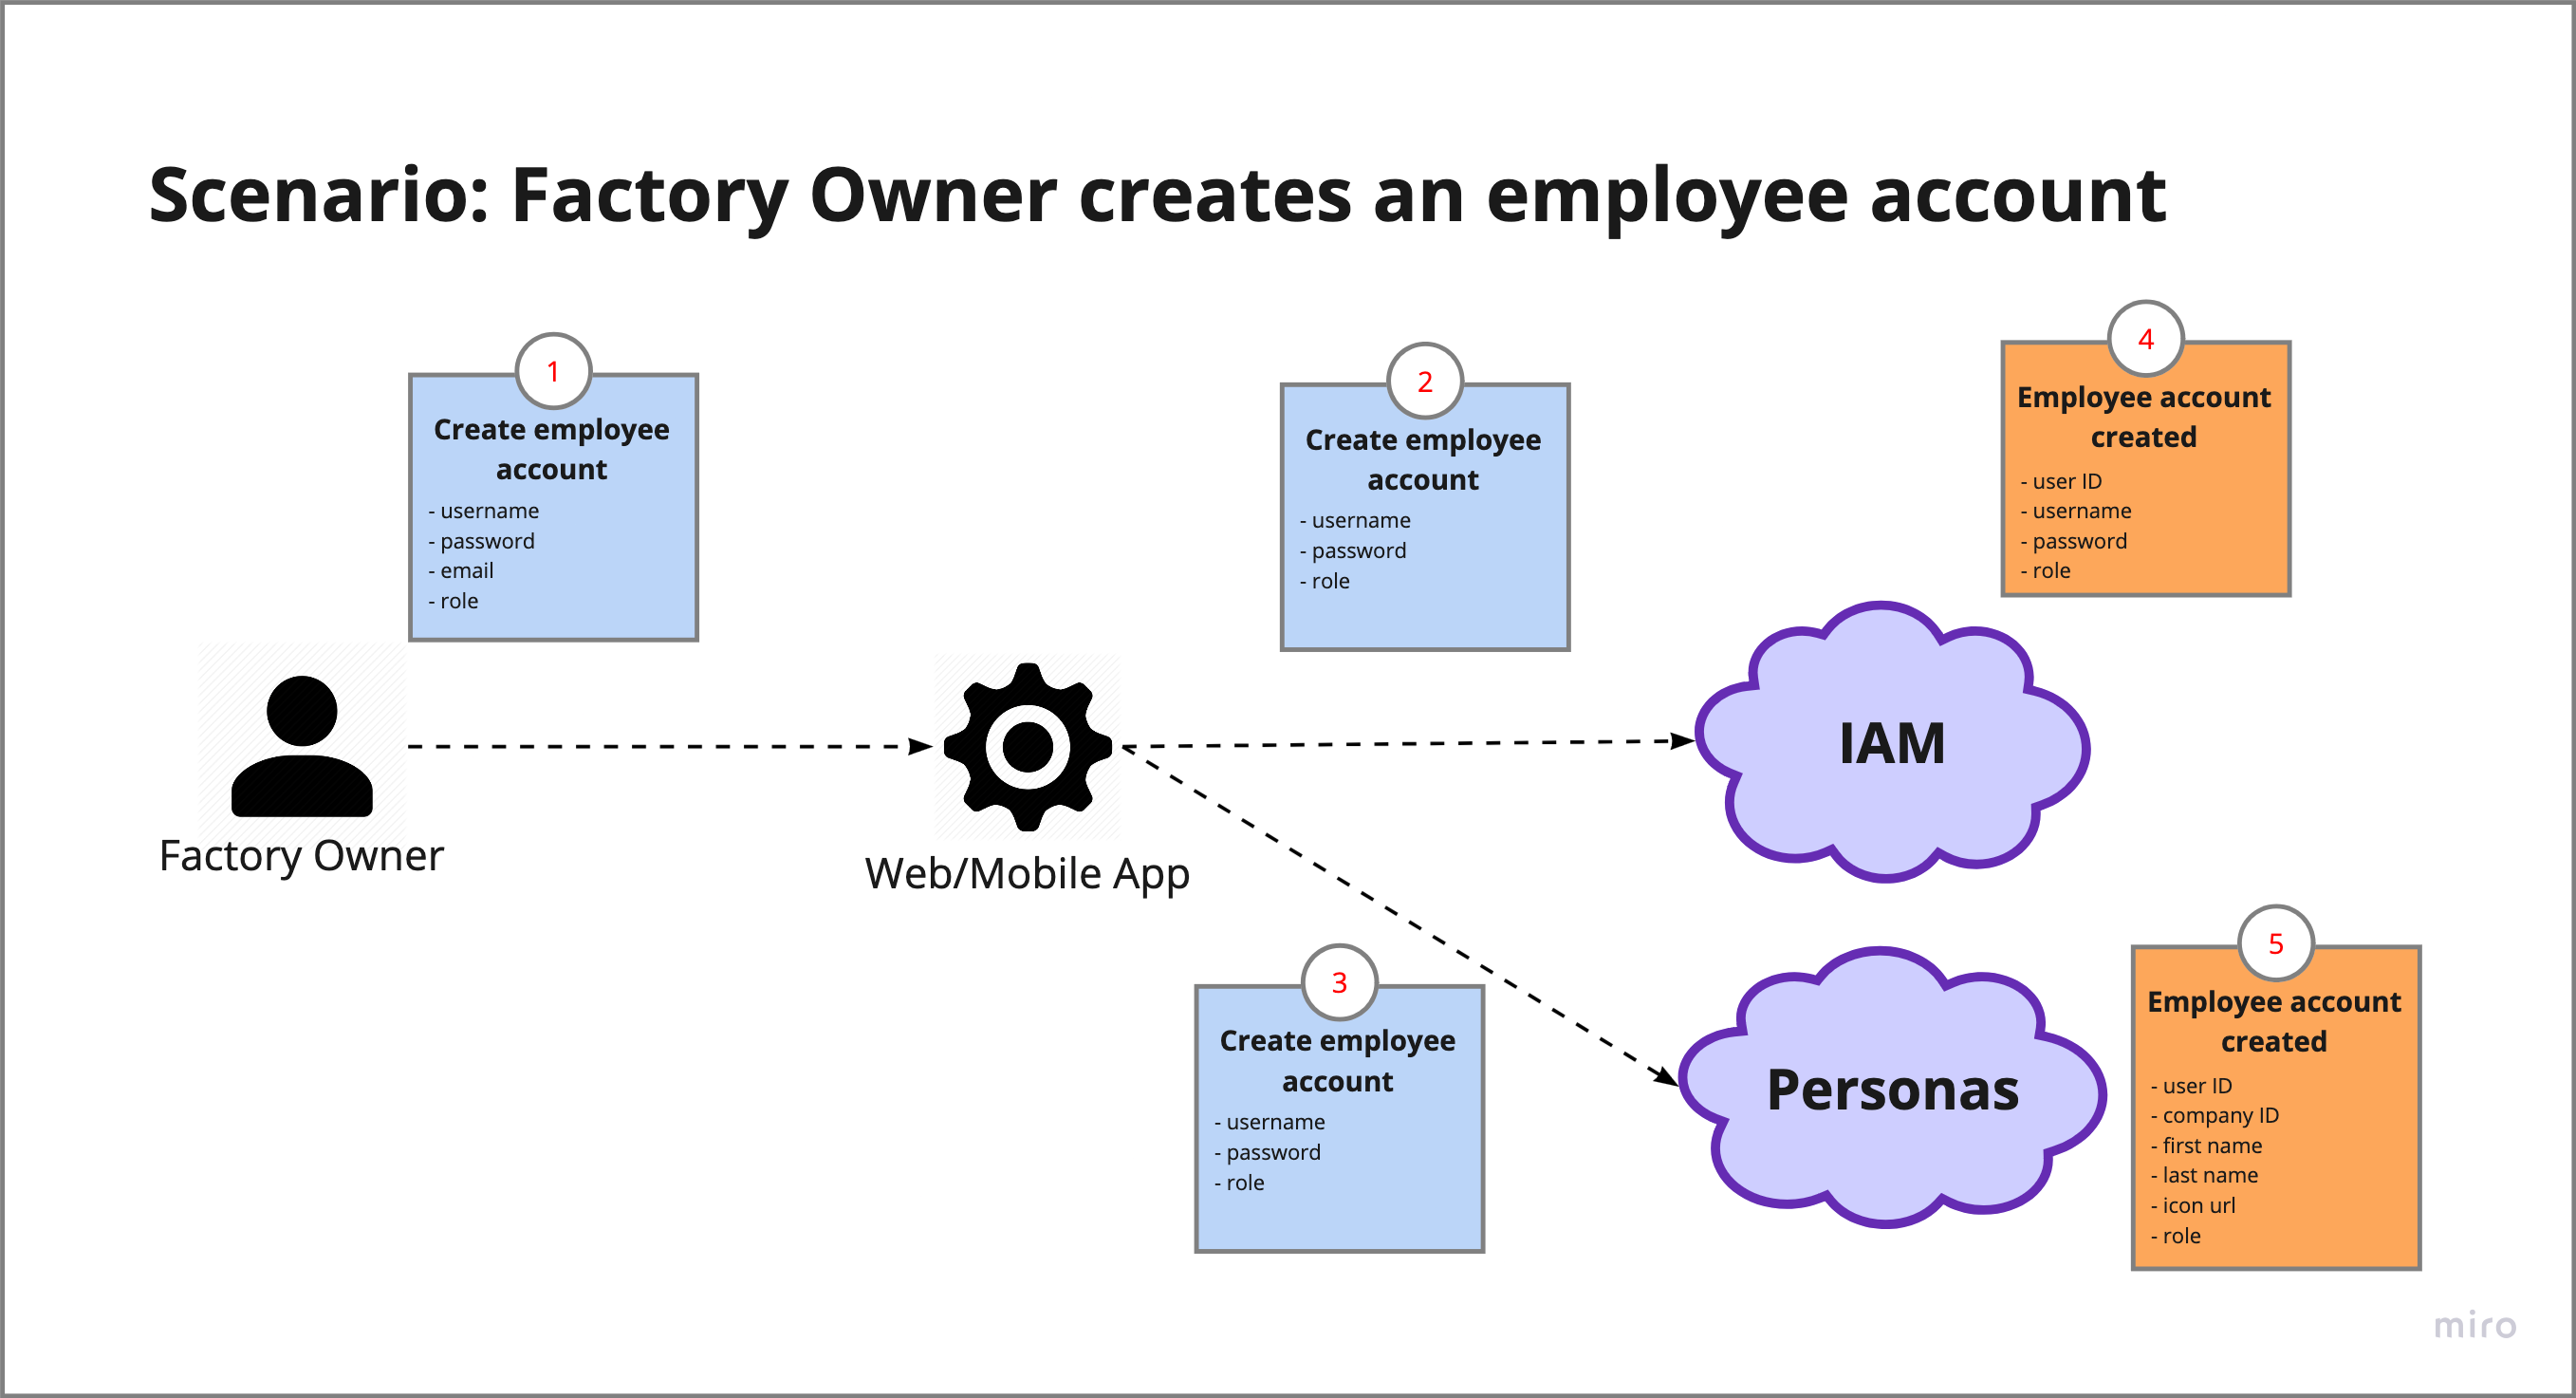 Scenario: Factory Owner creates an employee account
1
Create employee
account
- username
- password
- email
- role
2
Create employee
account
- username
- password
- role
4
Employee account
created
- user ID
- username
- password
- role
Factory Owner
Web/Mobile App
IAM
3
Create employee
account
- username
- password
- role
Personas
5
Employee account
created
- user ID
- company ID
- first name
- last name
- icon url
- role
miro